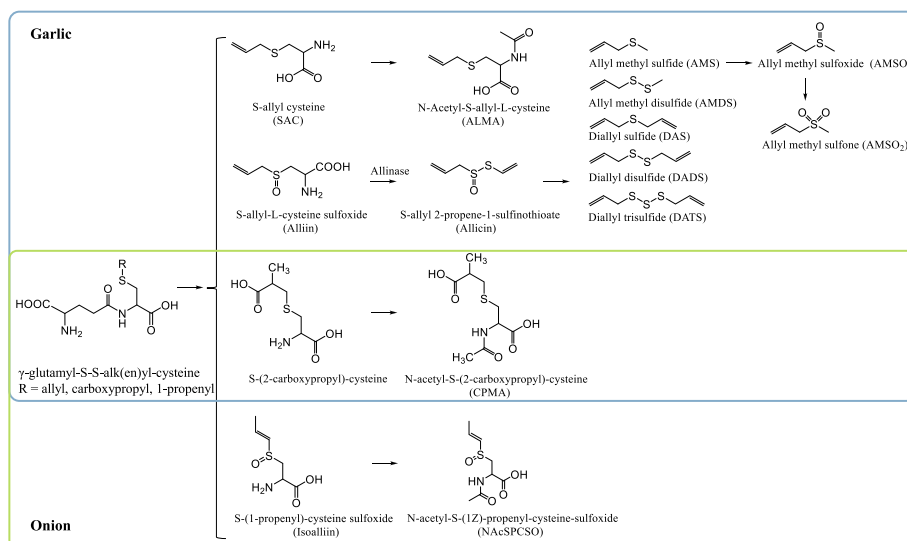 Garlic
S-allyl cysteine
(SAC)
N-Acetyl-S-allyl-L-cysteine
(ALMA)
Allyl methyl sulfide (AMS)
Allyl methyl disulfide (AMDS)
Diallyl sulfide (DAS)
Diallyl disulfide (DADS)
Diallyl trisulfide (DATS)
Allyl methyl sulfoxide (AMSO
Allyl methyl sulfone (AMSO₂)
S-allyl-L-cysteine sulfoxide
(Alliin)
Allinase
S-allyl 2-propene-1-sulfinothioate
(Allicin)
γ-glutamyl-S-S-alk(en)yl-cysteine
R = allyl, carboxypropyl, 1-propenyl
S-(2-carboxypropyl)-cysteine
N-acetyl-S-(2-carboxypropyl)-cysteine
(CPMA)
S-(1-propenyl)-cysteine sulfoxide
(Isoalliin)
N-acetyl-S-(1Z)-propenyl-cysteine-sulfoxide
(NAcSPCSO)
Onion